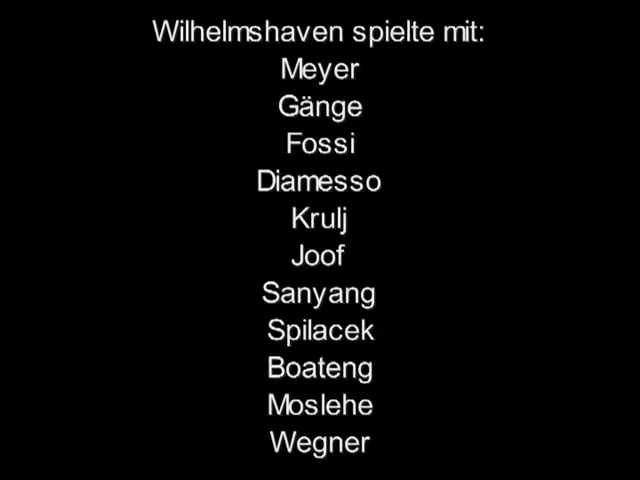 Wilhelmshaven spielte mit:
Meyer
Gänge
Fossi
Diamesso
Krulj
Joof
Sanyang
Spilacek
Boateng
Moslehe
Wegner